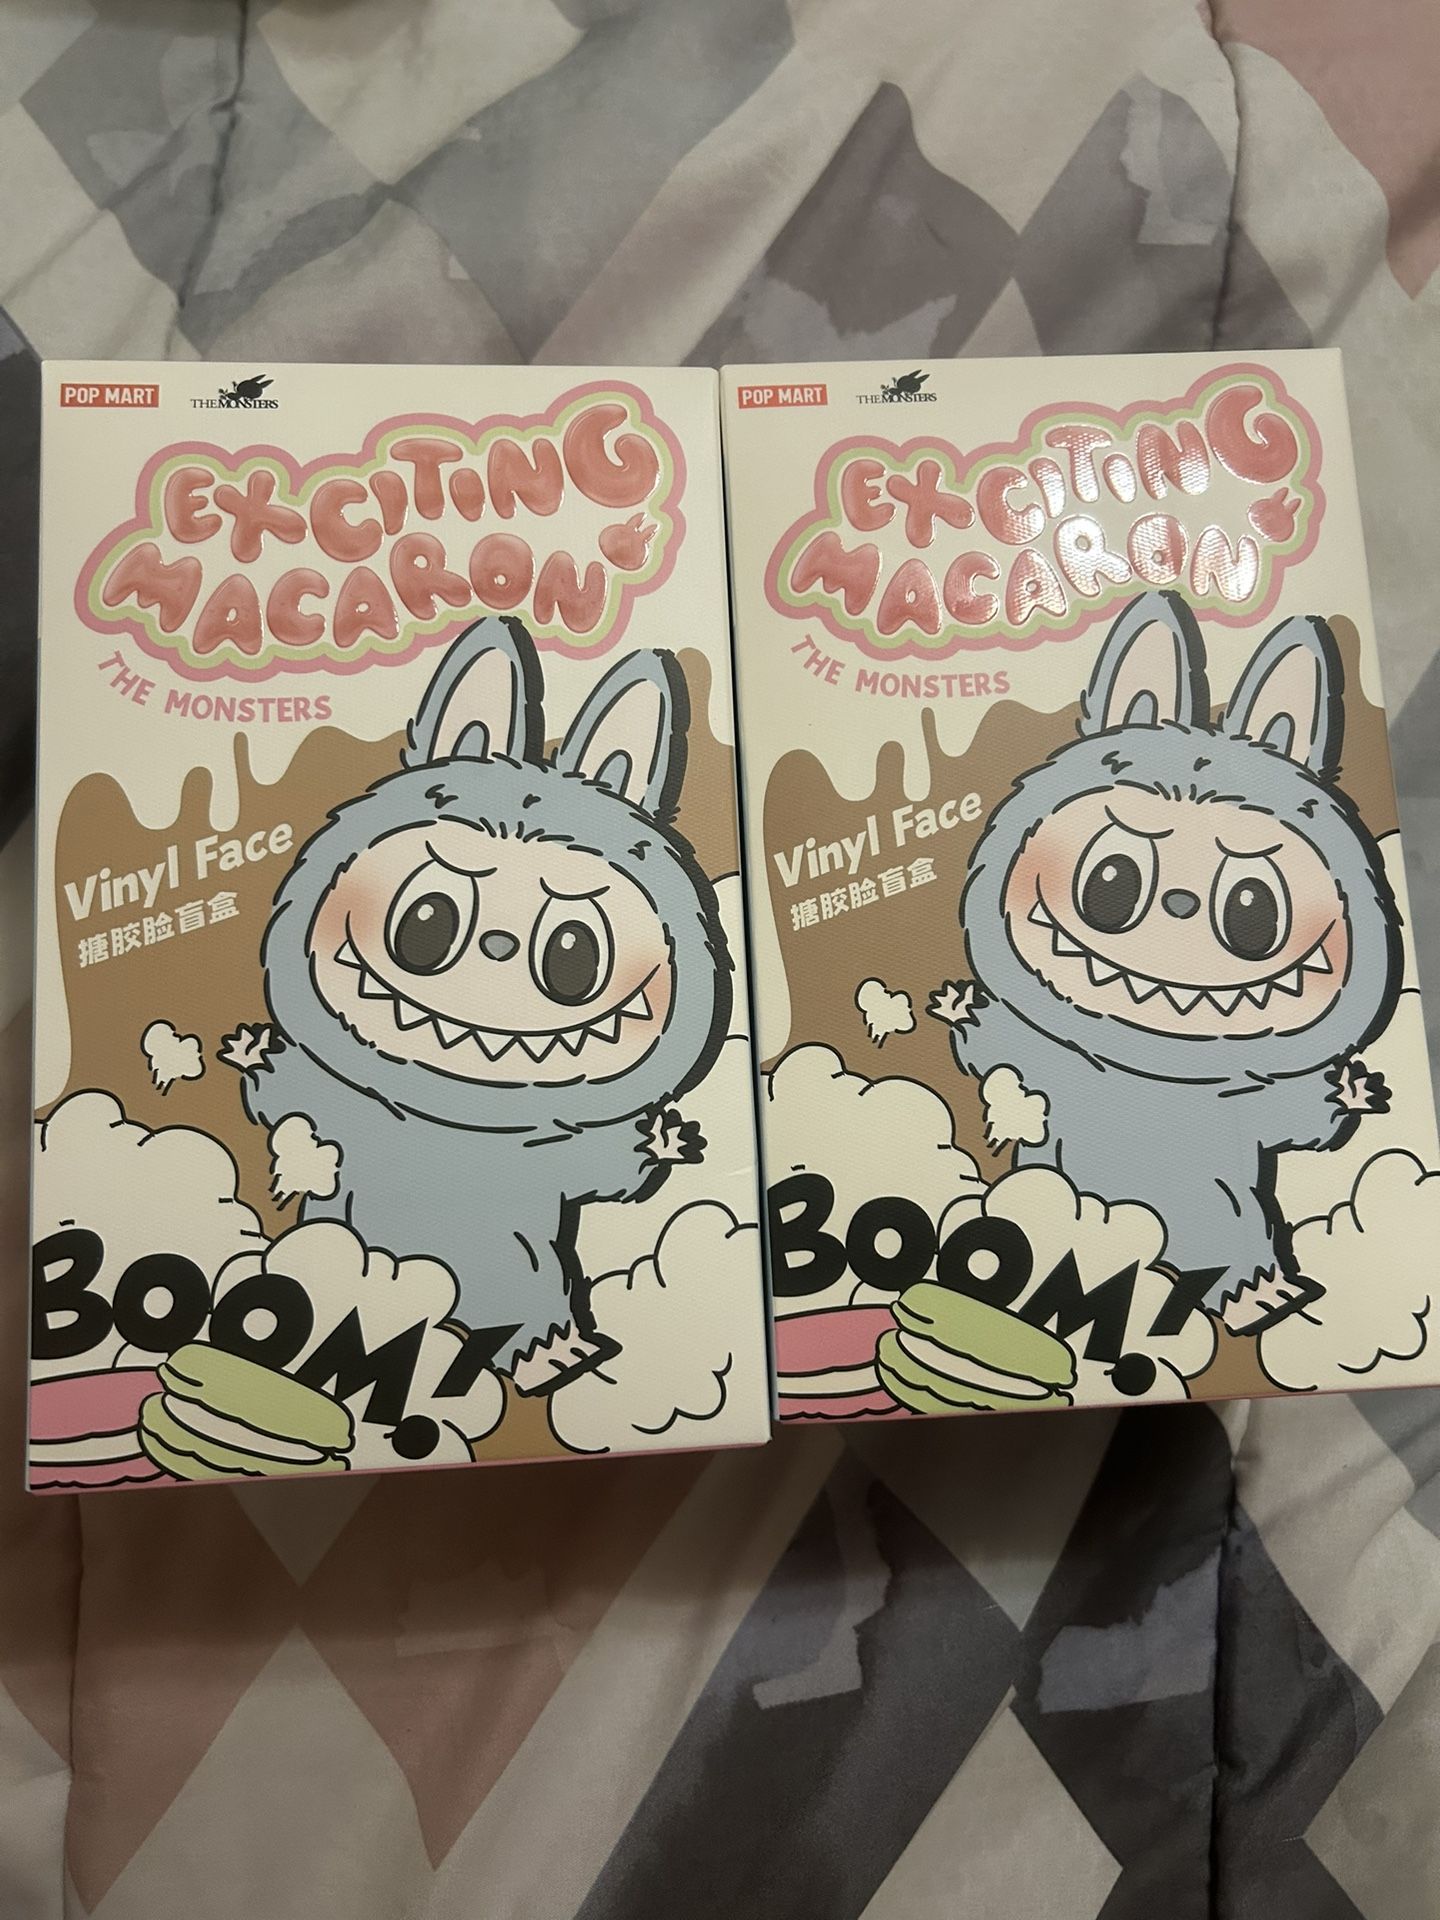 POP MART
THE MONSTERS
EXCITING
MACARON
THE MONSTERS
Vinyl Face
搪胶脸盲盒
BOOM!
POP MART
THE MONSTERS
EXCITING
MACARON
THE MONSTERS
Vinyl Face
搪胶脸盲盒
BOOM!